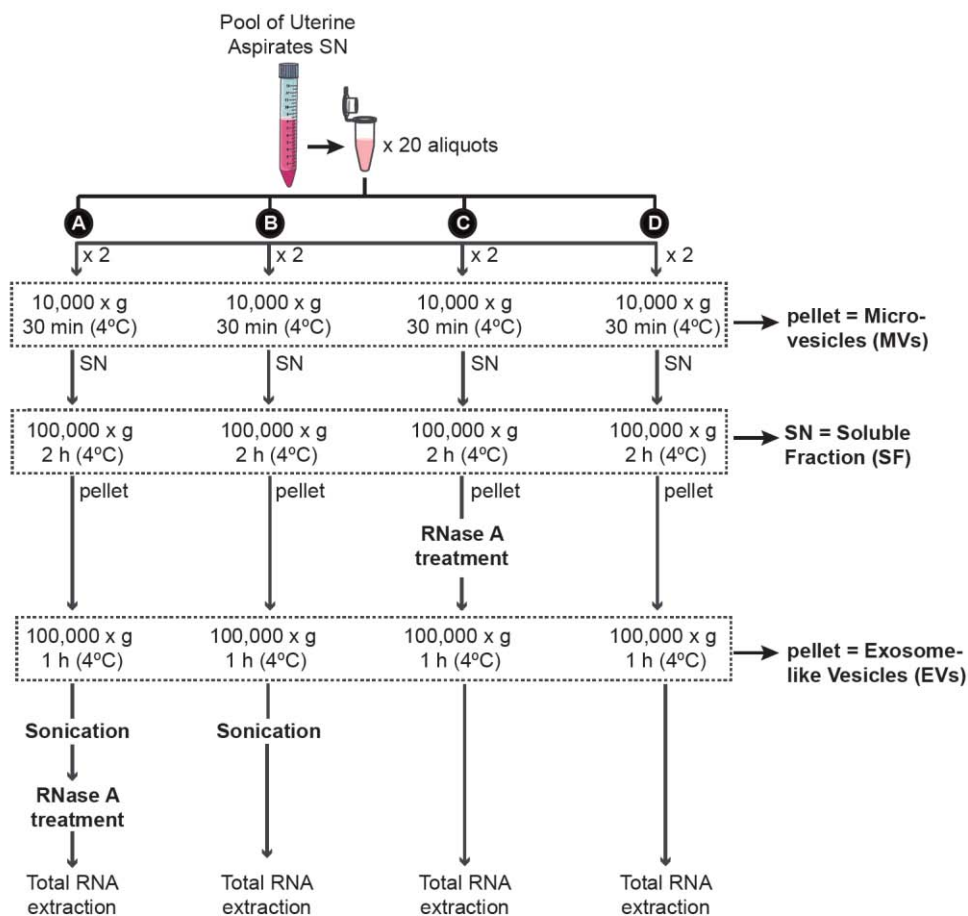 Pool of Uterine
Aspirates SN
x 20 aliquots
A B C D
x 2 x 2 x 2 x 2
10,000 x g 10,000 x g 10,000 x g 10,000 x g
30 min (4ºC) 30 min (4ºC) 30 min (4ºC) 30 min (4ºC)
pellet = Micro-
vesicles (MVs)
SN SN SN SN
100,000 x g 100,000 x g 100,000 x g 100,000 x g
2 h (4ºC) 2 h (4ºC) 2 h (4ºC) 2 h (4ºC)
SN = Soluble
Fraction (SF)
pellet pellet pellet pellet
RNase A
treatment
100,000 x g 100,000 x g 100,000 x g 100,000 x g
1 h (4ºC) 1 h (4ºC) 1 h (4ºC) 1 h (4ºC)
pellet = Exosome-
like Vesicles (EVs)
Sonication Sonication
RNase A
treatment
Total RNA Total RNA Total RNA Total RNA
extraction extraction extraction extraction